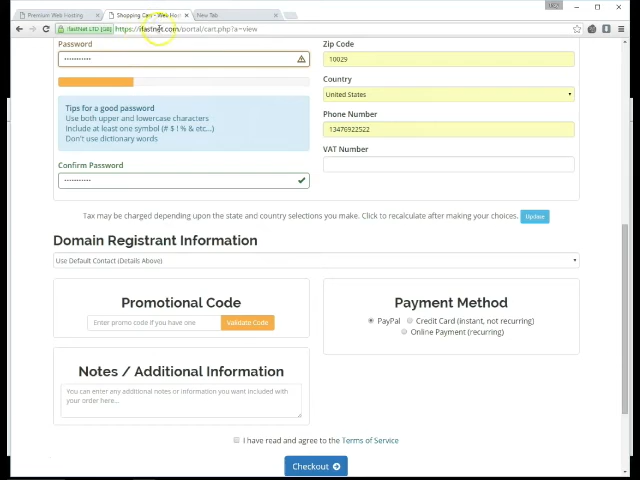 Premium Web Hosting
Shopping Cart - Web Host
New Tab
iFastNet LTD [GB]
https://ifastnet.com/portal/cart.php?a=view
Password
Zip Code
10029
Tips for a good password
Use both upper and lowercase characters
Include at least one symbol (# $ ! % & etc...)
Don't use dictionary words
Country
United States
Phone Number
13476922522
Confirm Password
VAT Number
Tax may be charged depending upon the state and country selections you make. Click to recalculate after making your choices.
Update
Domain Registrant Information
Use Default Contact (Details Above)
Promotional Code
Enter promo code if you have one
Validate Code
Payment Method
PayPal
Credit Card (instant, not recurring)
Online Payment (recurring)
Notes / Additional Information
You can enter any additional notes or information you want included with
your order here...
I have read and agree to the Terms of Service
Checkout